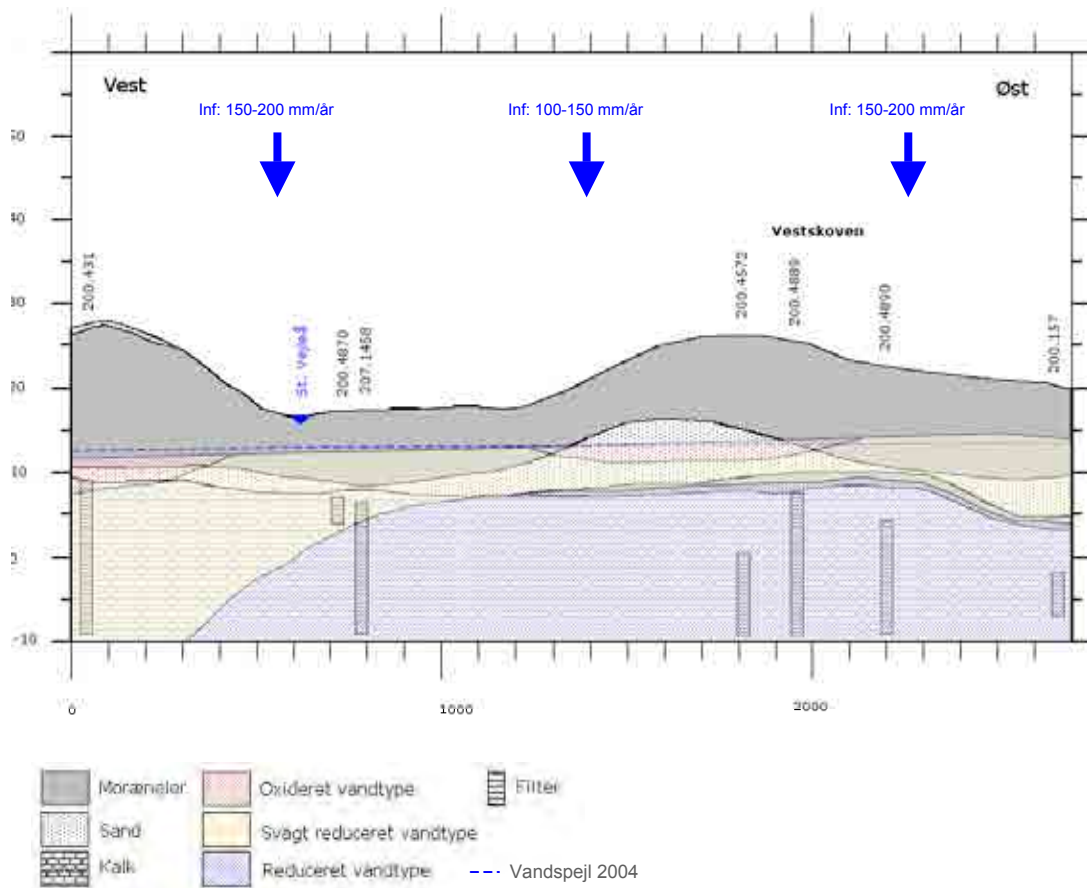 Vest
Øst
Inf: 150-200 mm/år
Inf: 100-150 mm/år
Inf: 150-200 mm/år
Vestskoven
200.431
St. Vejleå
200.4870
207.1458
200.4572
200.4889
200.4890
200.157
50
40
30
20
10
0
-10
0
1000
2000
Moræneler
Oxideret vandtype
Filter
Sand
Svagt reduceret vandtype
Kalk
Reduceret vandtype
Vandspejl 2004